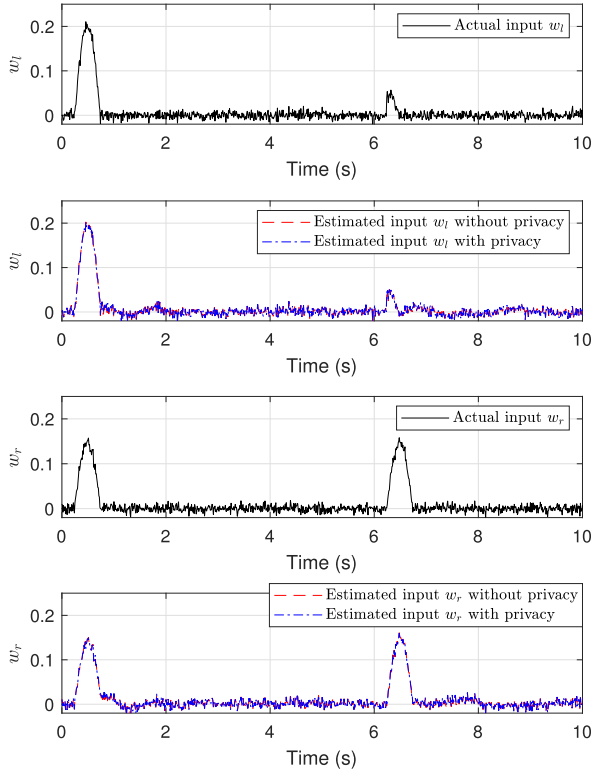 Actual input w_l
w_l
0.2
0.1
0
0 2 4 6 8 10
Time (s)
Estimated input w_l without privacy
Estimated input w_l with privacy
w_l
0.2
0.1
0
0 2 4 6 8 10
Time (s)
Actual input w_r
w_r
0.2
0.1
0
0 2 4 6 8 10
Time (s)
Estimated input w_r without privacy
Estimated input w_r with privacy
w_r
0.2
0.1
0
0 2 4 6 8 10
Time (s)